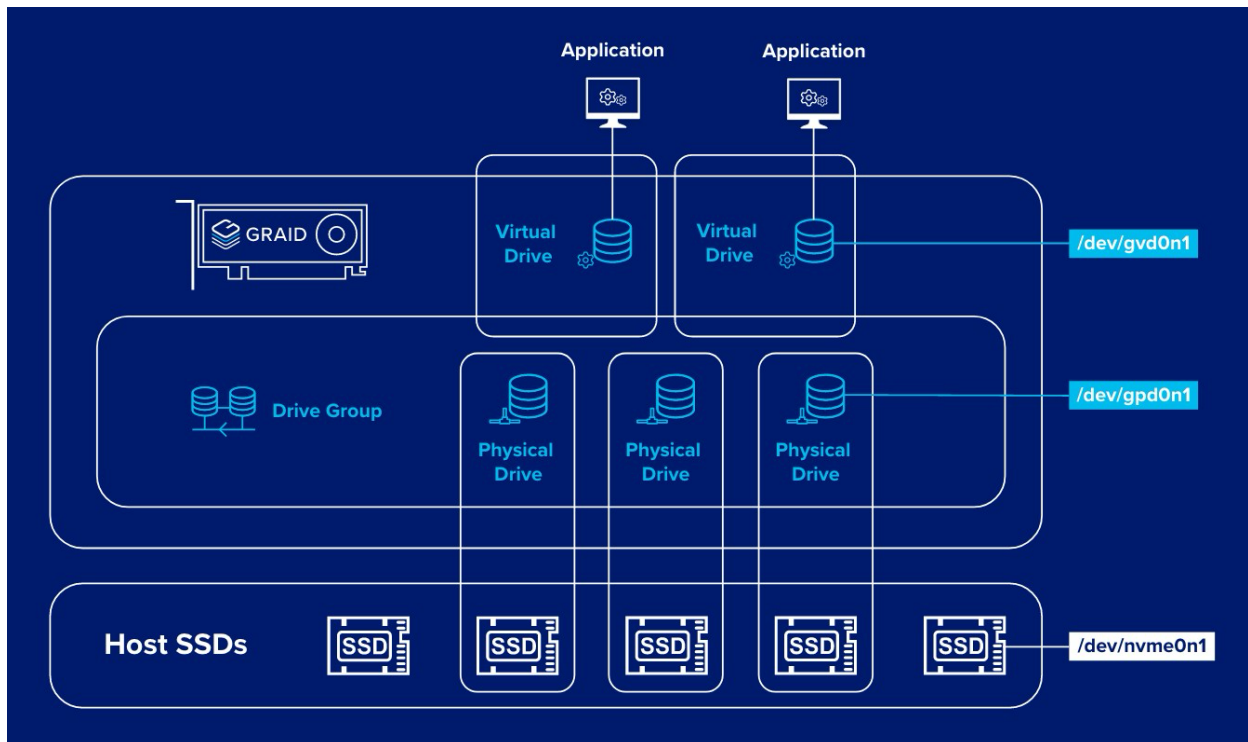 Application
Application
GRAID
Virtual
Drive
Virtual
Drive
/dev/gvd0n1
Drive Group
Physical
Drive
Physical
Drive
Physical
Drive
/dev/gpd0n1
Host SSDs
SSD
SSD
SSD
SSD
SSD
/dev/nvme0n1